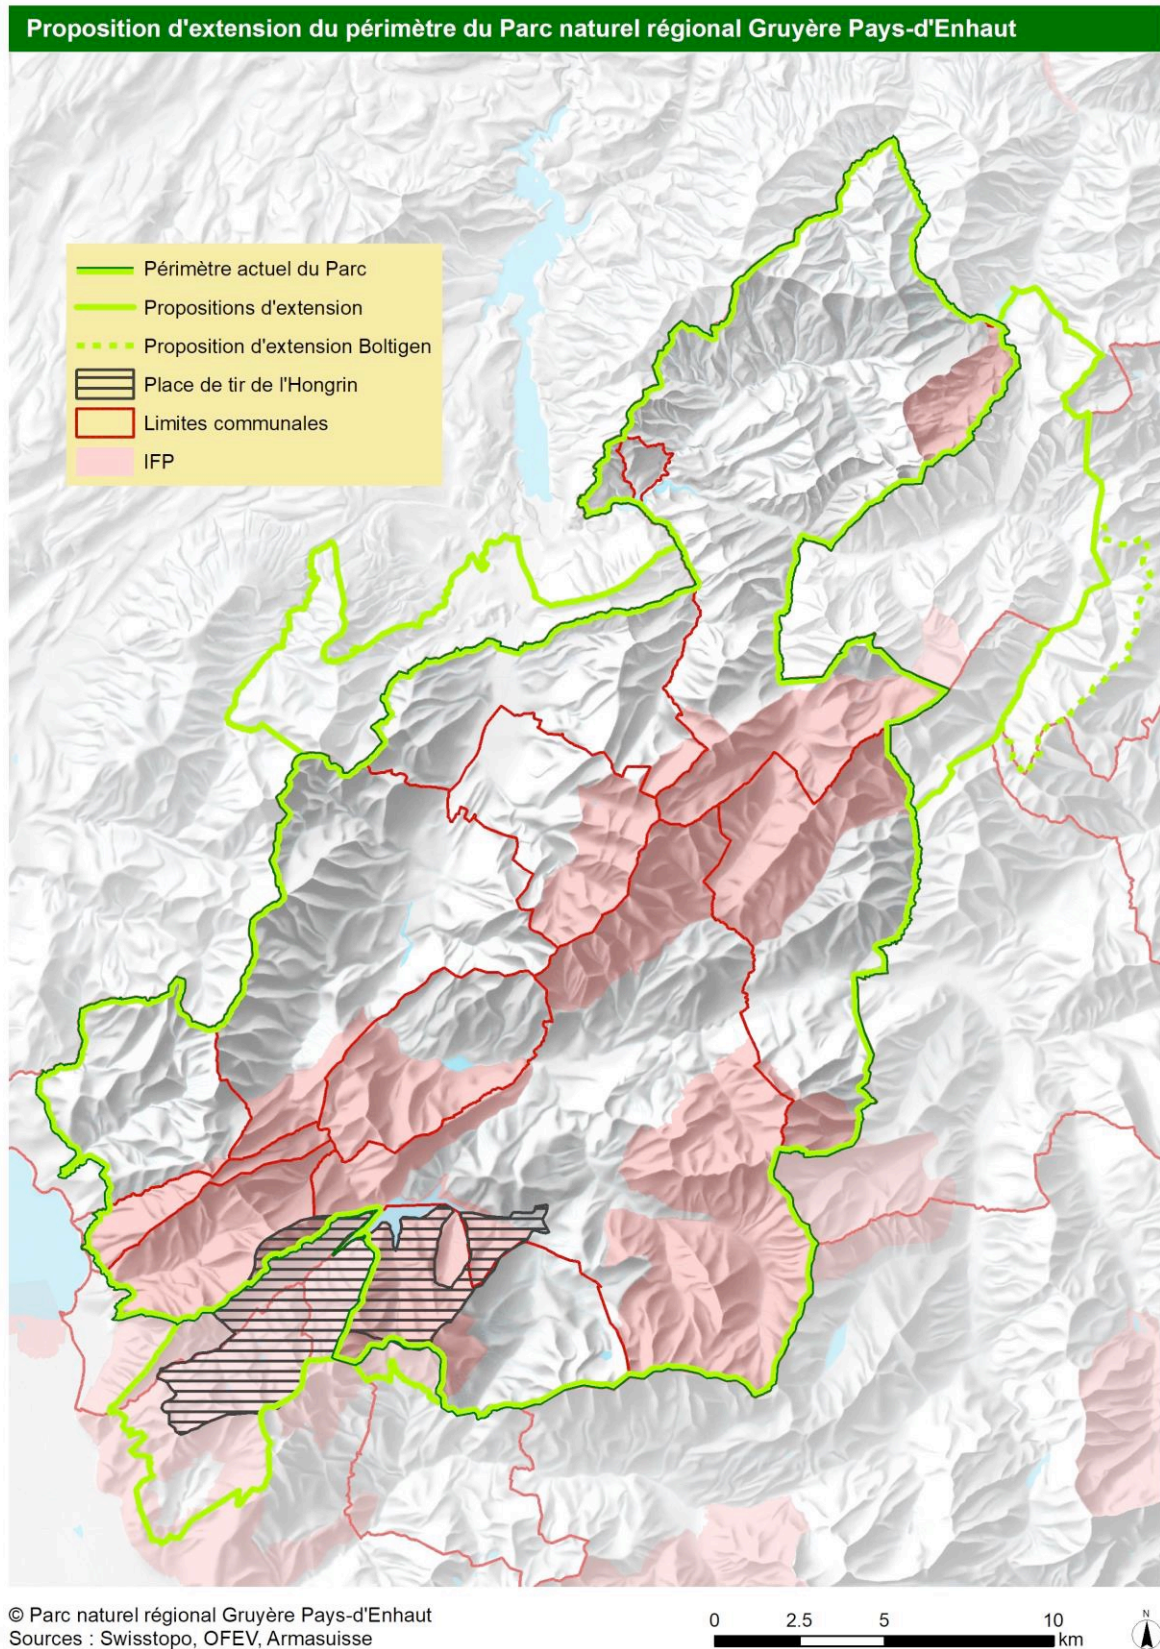 Proposition d'extension du périmètre du Parc naturel régional Gruyère Pays-d'Enhaut
Périmètre actuel du Parc
Propositions d'extension
Proposition d'extension Boltigen
Place de tir de l'Hongrin
Limites communales
IFP
© Parc naturel régional Gruyère Pays-d'Enhaut
Sources : Swisstopo, OFEV, Armasuisse
0 2.5 5 10
km
N